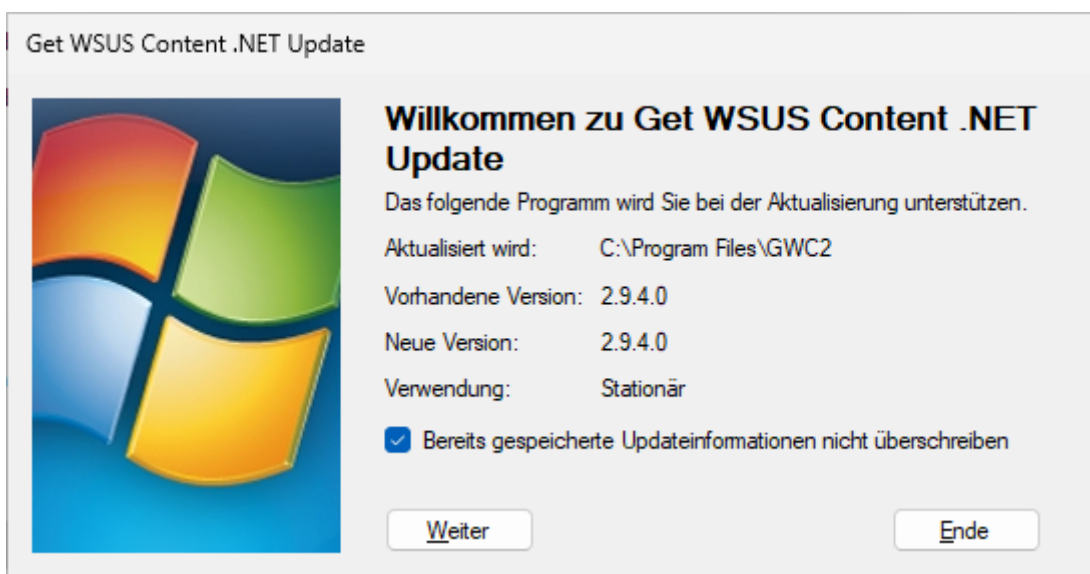 Get WSUS Content .NET Update
Willkommen zu Get WSUS Content .NET
Update
Das folgende Programm wird Sie bei der Aktualisierung unterstützen.
Aktualisiert wird: C:\Program Files\GWC2
Vorhandene Version: 2.9.4.0
Neue Version: 2.9.4.0
Verwendung: Stationär
Bereits gespeicherte Updateinformationen nicht überschreiben
Weiter Ende